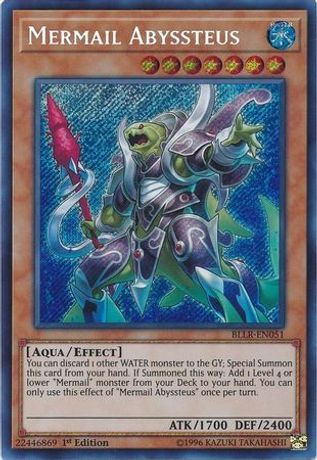 MERMAIL ABYSSTEUS
BLLR-EN051
[AQUA/EFFECT]
You can discard 1 other WATER monster to the GY; Special Summon
this card from your hand. If Summoned this way: Add 1 Level 4 or
lower "Mermail" monster from your Deck to your hand. You can
only use this effect of "Mermail Abyssteus" once per turn.
ATK/1700 DEF/2400
22446869 1st Edition ©1996 KAZUKI TAKAHASHI